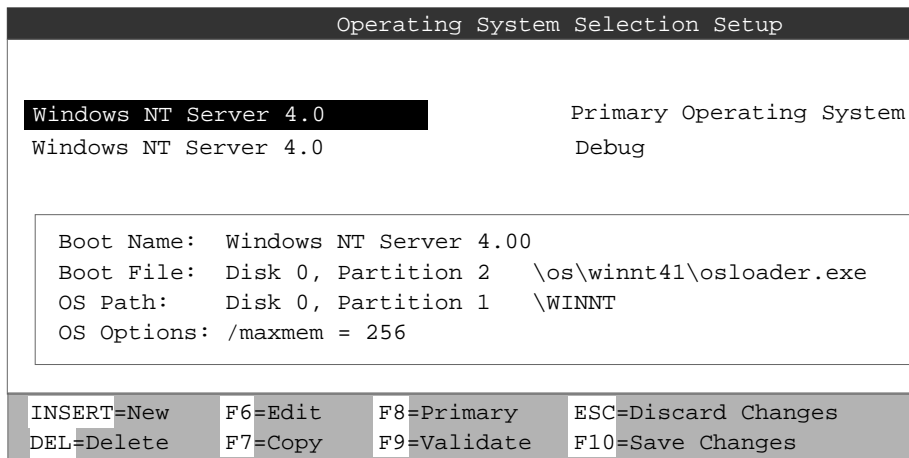 Operating System Selection Setup
Windows NT Server 4.0 Primary Operating System
Windows NT Server 4.0 Debug
Boot Name: Windows NT Server 4.00
Boot File: Disk 0, Partition 2 \os\winnt41\osloader.exe
OS Path: Disk 0, Partition 1 \WINNT
OS Options: /maxmem = 256
INSERT=New F6=Edit F8=Primary ESC=Discard Changes
DEL=Delete F7=Copy F9=Validate F10=Save Changes